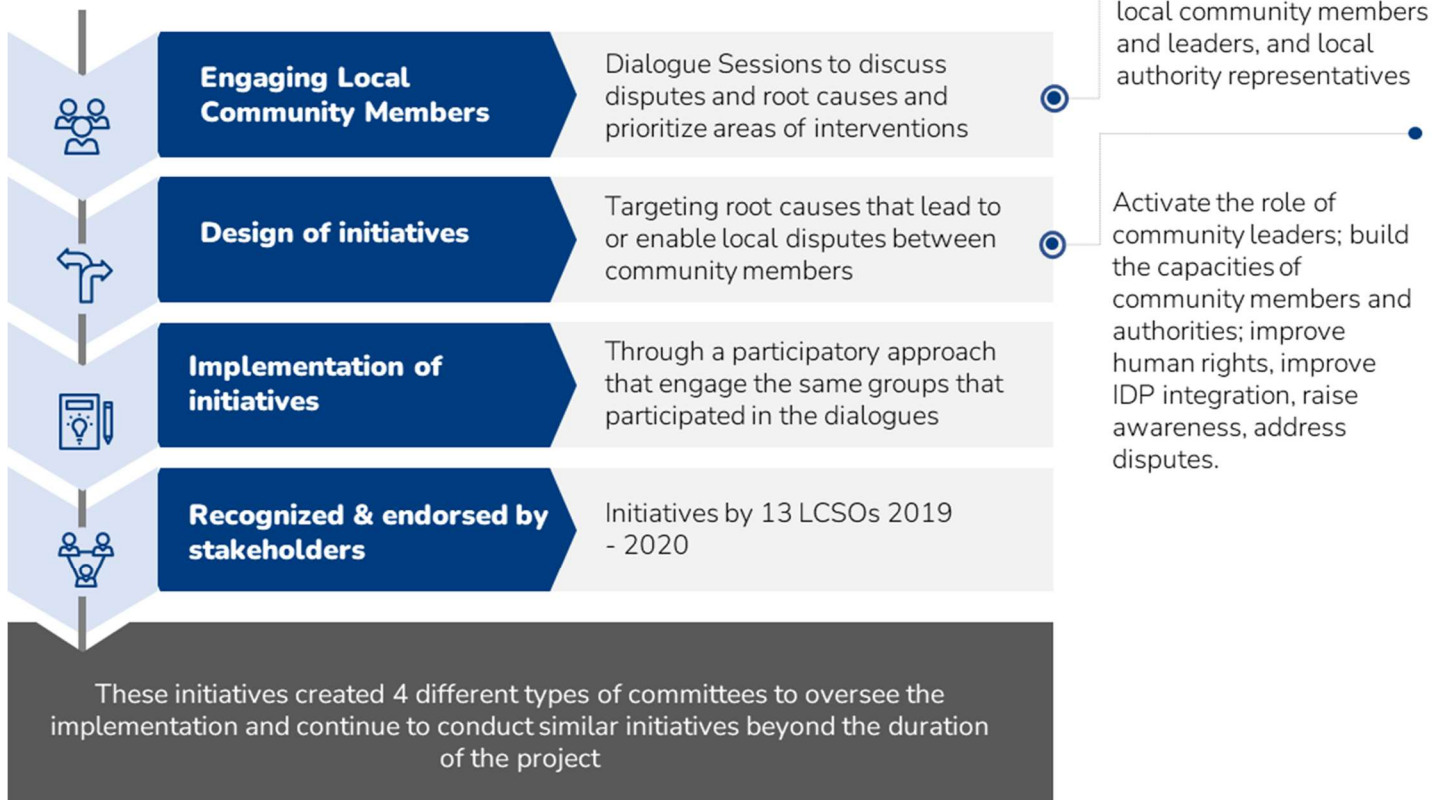 local community members
and leaders, and local
authority representatives
Engaging Local
Community Members
Dialogue Sessions to discuss
disputes and root causes and
prioritize areas of interventions
Design of initiatives
Targeting root causes that lead to
or enable local disputes between
community members
Activate the role of
community leaders; build
the capacities of
community members and
authorities; improve
human rights, improve
IDP integration, raise
awareness, address
disputes.
Implementation of
initiatives
Through a participatory approach
that engage the same groups that
participated in the dialogues
Recognized & endorsed by
stakeholders
Initiatives by 13 LCSOs 2019
- 2020
These initiatives created 4 different types of committees to oversee the
implementation and continue to conduct similar initiatives beyond the duration
of the project